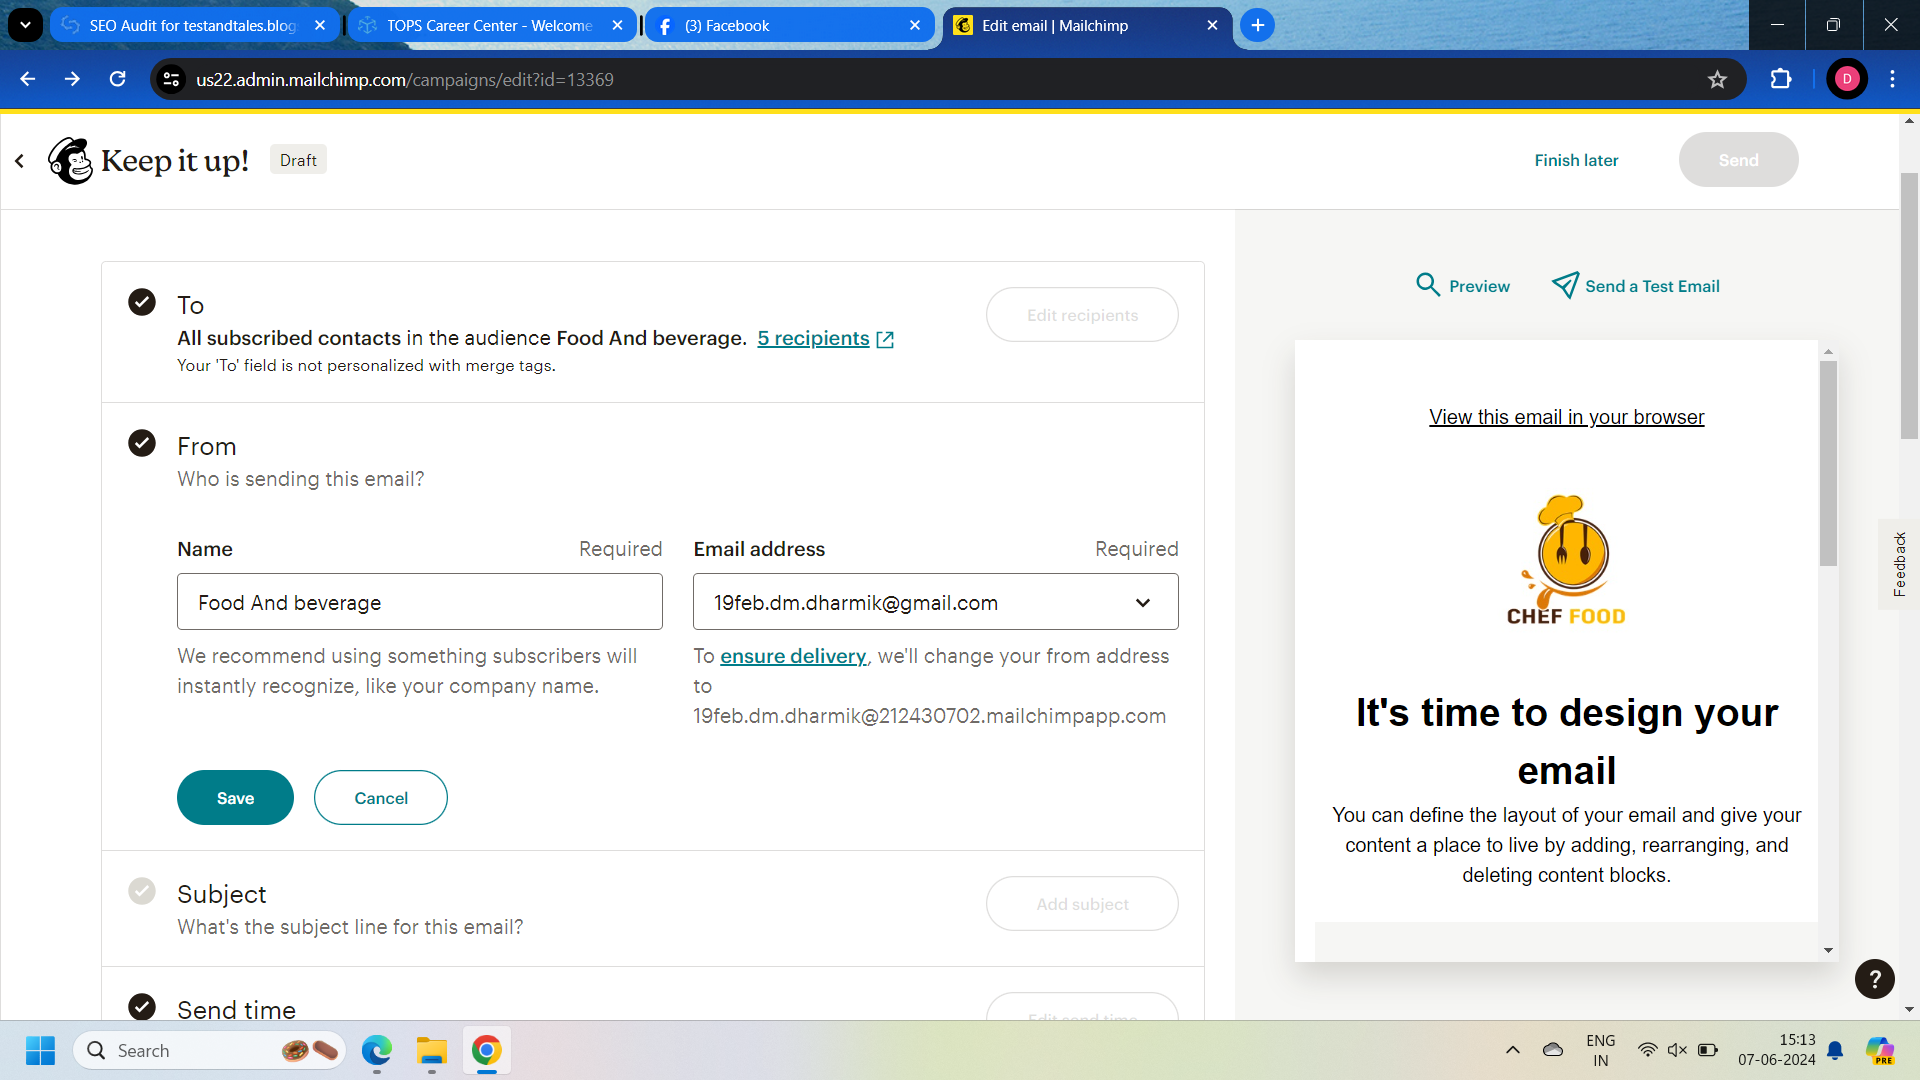 SEO Audit for testandtales.blog
TOPS Career Center - Welcome
(3) Facebook
Edit email | Mailchimp
us22.admin.mailchimp.com/campaigns/edit?id=13369
D
Keep it up!
Draft
Finish later
Send
To
All subscribed contacts in the audience Food And beverage. 5 recipients
Your 'To' field is not personalized with merge tags.
Edit recipients
From
Who is sending this email?
Name
Required
Email address
Required
Food And beverage
19feb.dm.dharmik@gmail.com
We recommend using something subscribers will
instantly recognize, like your company name.
To ensure delivery, we'll change your from address
to
19feb.dm.dharmik@212430702.mailchimpapp.com
Save
Cancel
Subject
What's the subject line for this email?
Add subject
Send time
Edit send time
Preview
Send a Test Email
View this email in your browser
CHEF FOOD
It's time to design your
email
You can define the layout of your email and give your
content a place to live by adding, rearranging, and
deleting content blocks.
Feedback
?
Search
ENG
IN
15:13
07-06-2024
PRE